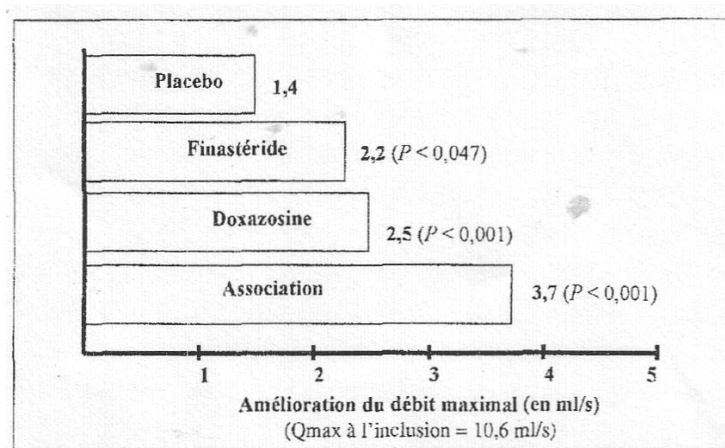 Placebo
1,4
Finastéride
2,2 (P < 0,047)
Doxazosine
2,5 (P < 0,001)
Association
3,7 (P < 0,001)
1 2 3 4 5
Amélioration du débit maximal (en ml/s)
(Qmax à l'inclusion = 10,6 ml/s)